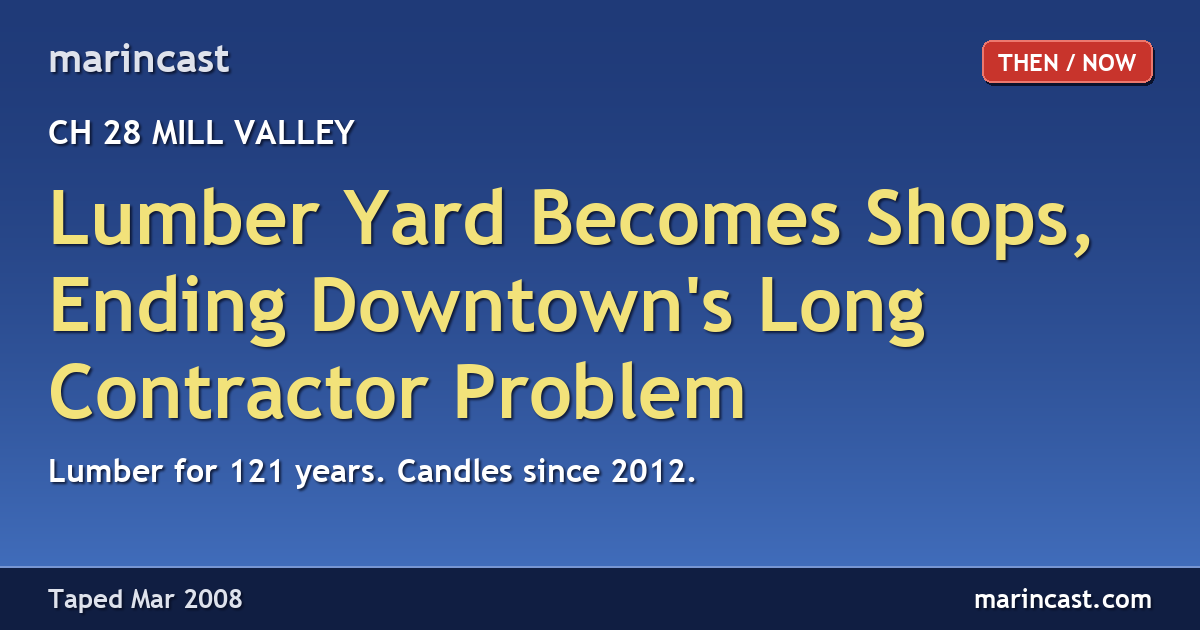 marincast
THEN / NOW
CH 28 MILL VALLEY
Lumber Yard Becomes Shops,
Ending Downtown's Long
Contractor Problem
Lumber for 121 years. Candles since 2012.
Taped Mar 2008
marincast.com